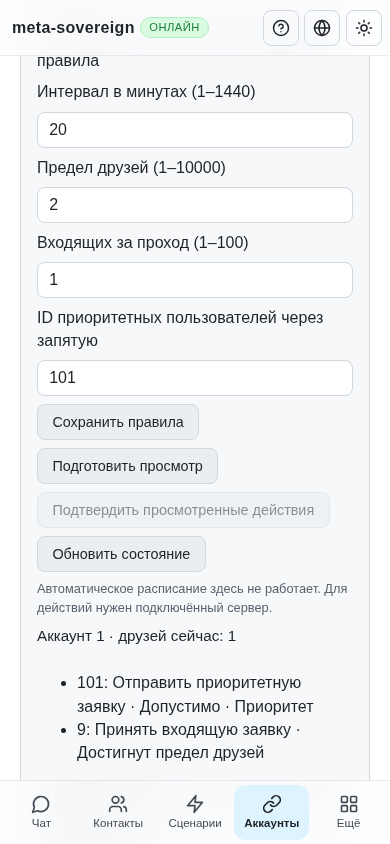 meta-sovereign ОНЛАЙН
правила
Интервал в минутах (1–1440)
20
Предел друзей (1–10000)
2
Входящих за проход (1–100)
1
ID приоритетных пользователей через
запятую
101
Сохранить правила
Подготовить просмотр
Подтвердить просмотренные действия
Обновить состояние
Автоматическое расписание здесь не работает. Для
действий нужен подключённый сервер.
Аккаунт 1 · друзей сейчас: 1
• 101: Отправить приоритетную
заявку · Допустимо · Приоритет
• 9: Принять входящую заявку ·
Достигнут предел друзей
Чат Контакты Сценарии Аккаунты Ещё